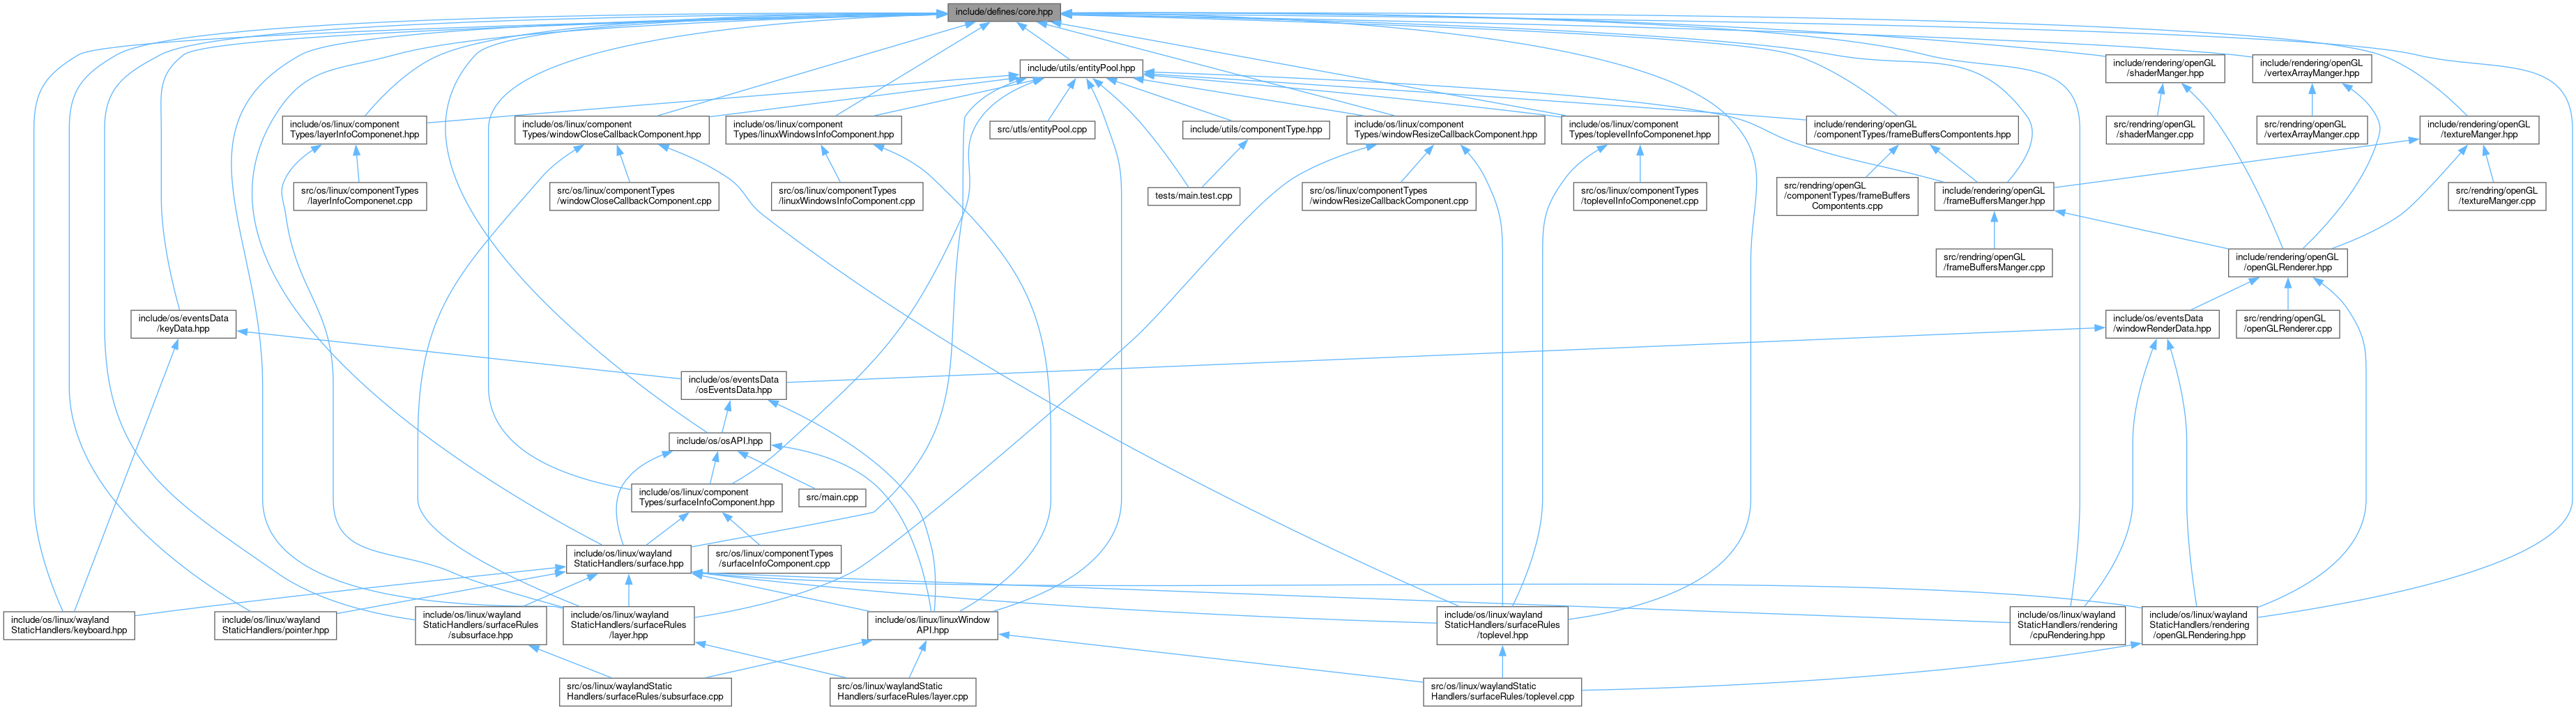 include/defines/core.hpp
include/utils/entityPool.hpp
include/rendering/openGL
/shaderManger.hpp
include/rendering/openGL
/vertexArrayManger.hpp
include/os/linux/component
Types/layerInfoComponenet.hpp
include/os/linux/component
Types/windowCloseCallbackComponent.hpp
include/os/linux/component
Types/linuxWindowsInfoComponent.hpp
src/utls/entityPool.cpp
include/utils/componentType.hpp
include/os/linux/component
Types/windowResizeCallbackComponent.hpp
include/os/linux/component
Types/toplevelInfoComponenet.hpp
include/rendering/openGL
/componentTypes/frameBuffersCompontents.hpp
src/rendring/openGL
/shaderManger.cpp
src/rendring/openGL
/vertexArrayManger.cpp
include/rendering/openGL
/textureManger.hpp
src/os/linux/componentTypes
/layerInfoComponenet.cpp
src/os/linux/componentTypes
/windowCloseCallbackComponent.cpp
src/os/linux/componentTypes
/linuxWindowsInfoComponent.cpp
tests/main.test.cpp
src/os/linux/componentTypes
/windowResizeCallbackComponent.cpp
src/os/linux/componentTypes
/toplevelInfoComponenet.cpp
src/rendring/openGL
/componentTypes/frameBuffers
Compontents.cpp
include/rendering/openGL
/frameBuffersManger.hpp
src/rendring/openGL
/textureManger.cpp
src/rendring/openGL
/frameBuffersManger.cpp
include/rendering/openGL
/openGLRenderer.hpp
include/os/eventsData
/keyData.hpp
include/os/eventsData
/windowRenderData.hpp
src/rendring/openGL
/openGLRenderer.cpp
include/os/eventsData
/osEventsData.hpp
include/os/osAPI.hpp
include/os/linux/component
Types/surfaceInfoComponent.hpp
src/main.cpp
include/os/linux/wayland
StaticHandlers/surface.hpp
src/os/linux/componentTypes
/surfaceInfoComponent.cpp
include/os/linux/wayland
StaticHandlers/keyboard.hpp
include/os/linux/wayland
StaticHandlers/pointer.hpp
include/os/linux/wayland
StaticHandlers/surfaceRules
/subsurface.hpp
include/os/linux/wayland
StaticHandlers/surfaceRules
/layer.hpp
include/os/linux/linuxWindow
API.hpp
include/os/linux/wayland
StaticHandlers/surfaceRules
/toplevel.hpp
include/os/linux/wayland
StaticHandlers/rendering
/cpuRendering.hpp
include/os/linux/wayland
StaticHandlers/rendering
/openGLRendering.hpp
src/os/linux/waylandStatic
Handlers/surfaceRules/subsurface.cpp
src/os/linux/waylandStatic
Handlers/surfaceRules/layer.cpp
src/os/linux/waylandStatic
Handlers/surfaceRules/toplevel.cpp